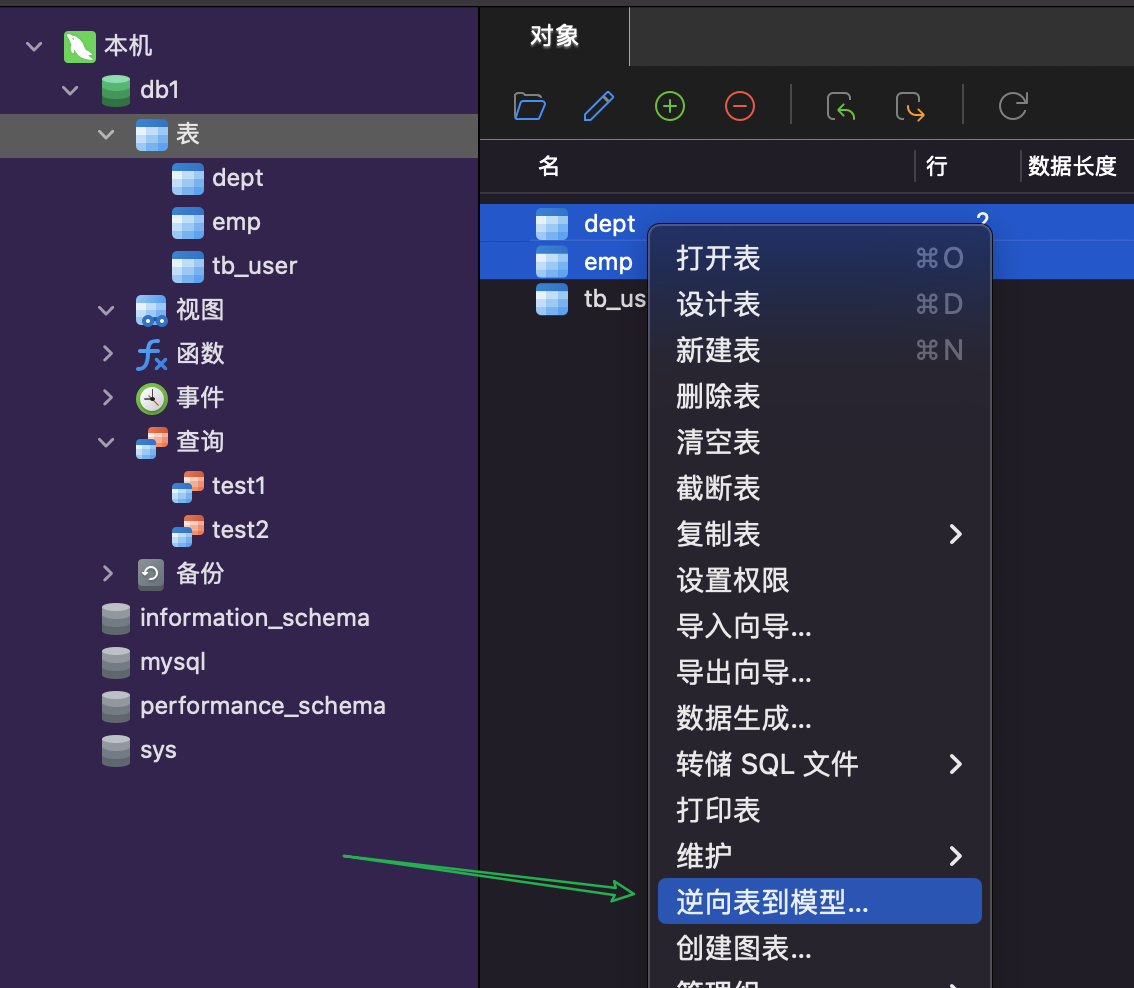 本机
db1
表
dept
emp
tb_user
视图
函数
事件
查询
test1
test2
备份
information_schema
mysql
performance_schema
sys
对象
名 行 数据长度
dept 2
emp
tb_us
打开表 ⌘O
设计表 ⌘D
新建表 ⌘N
删除表
清空表
截断表
复制表
设置权限
导入向导...
导出向导...
数据生成...
转储 SQL 文件
打印表
维护
逆向表到模型...
创建图表...
管理组